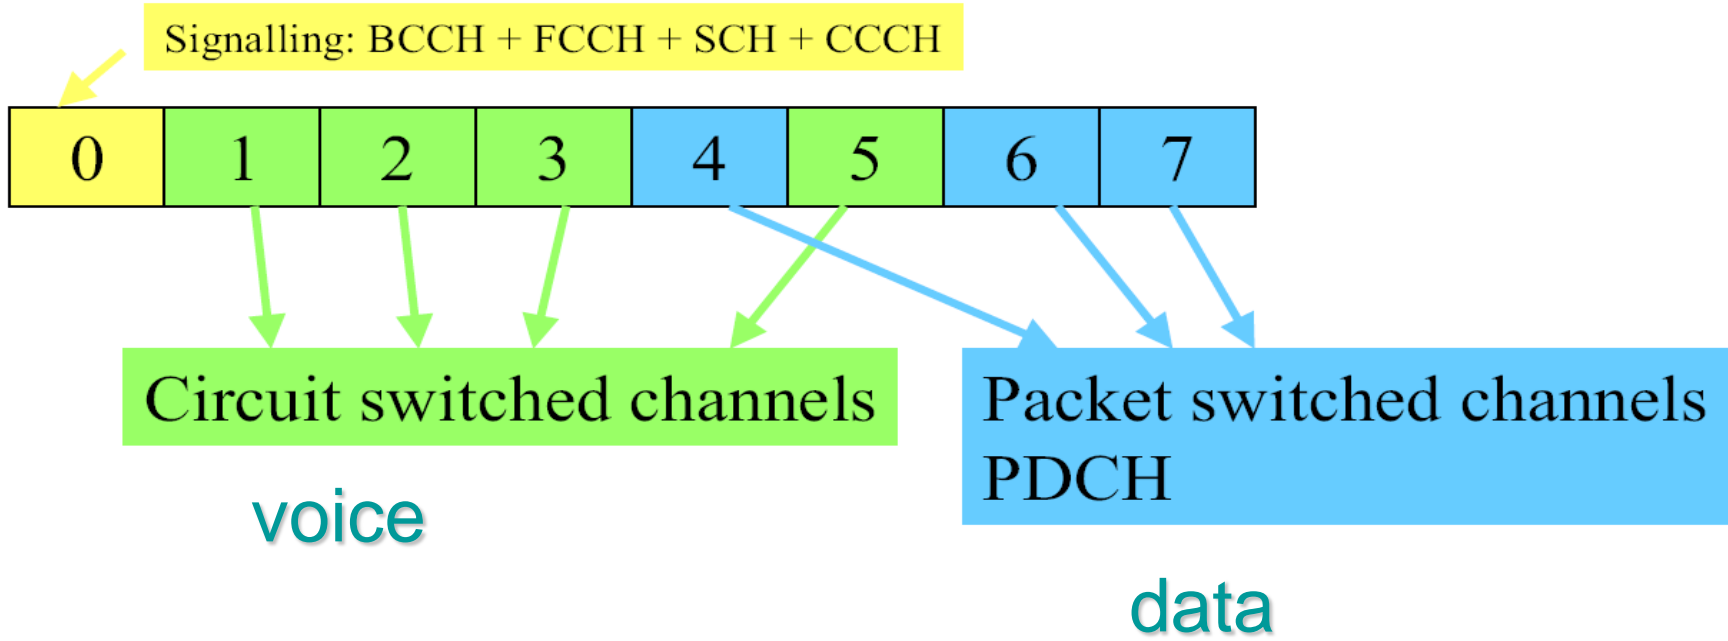 Signalling: BCCH + FCCH + SCH + CCCH
0 1 2 3 4 5 6 7
Circuit switched channels
Packet switched channels
PDCH
voice
data